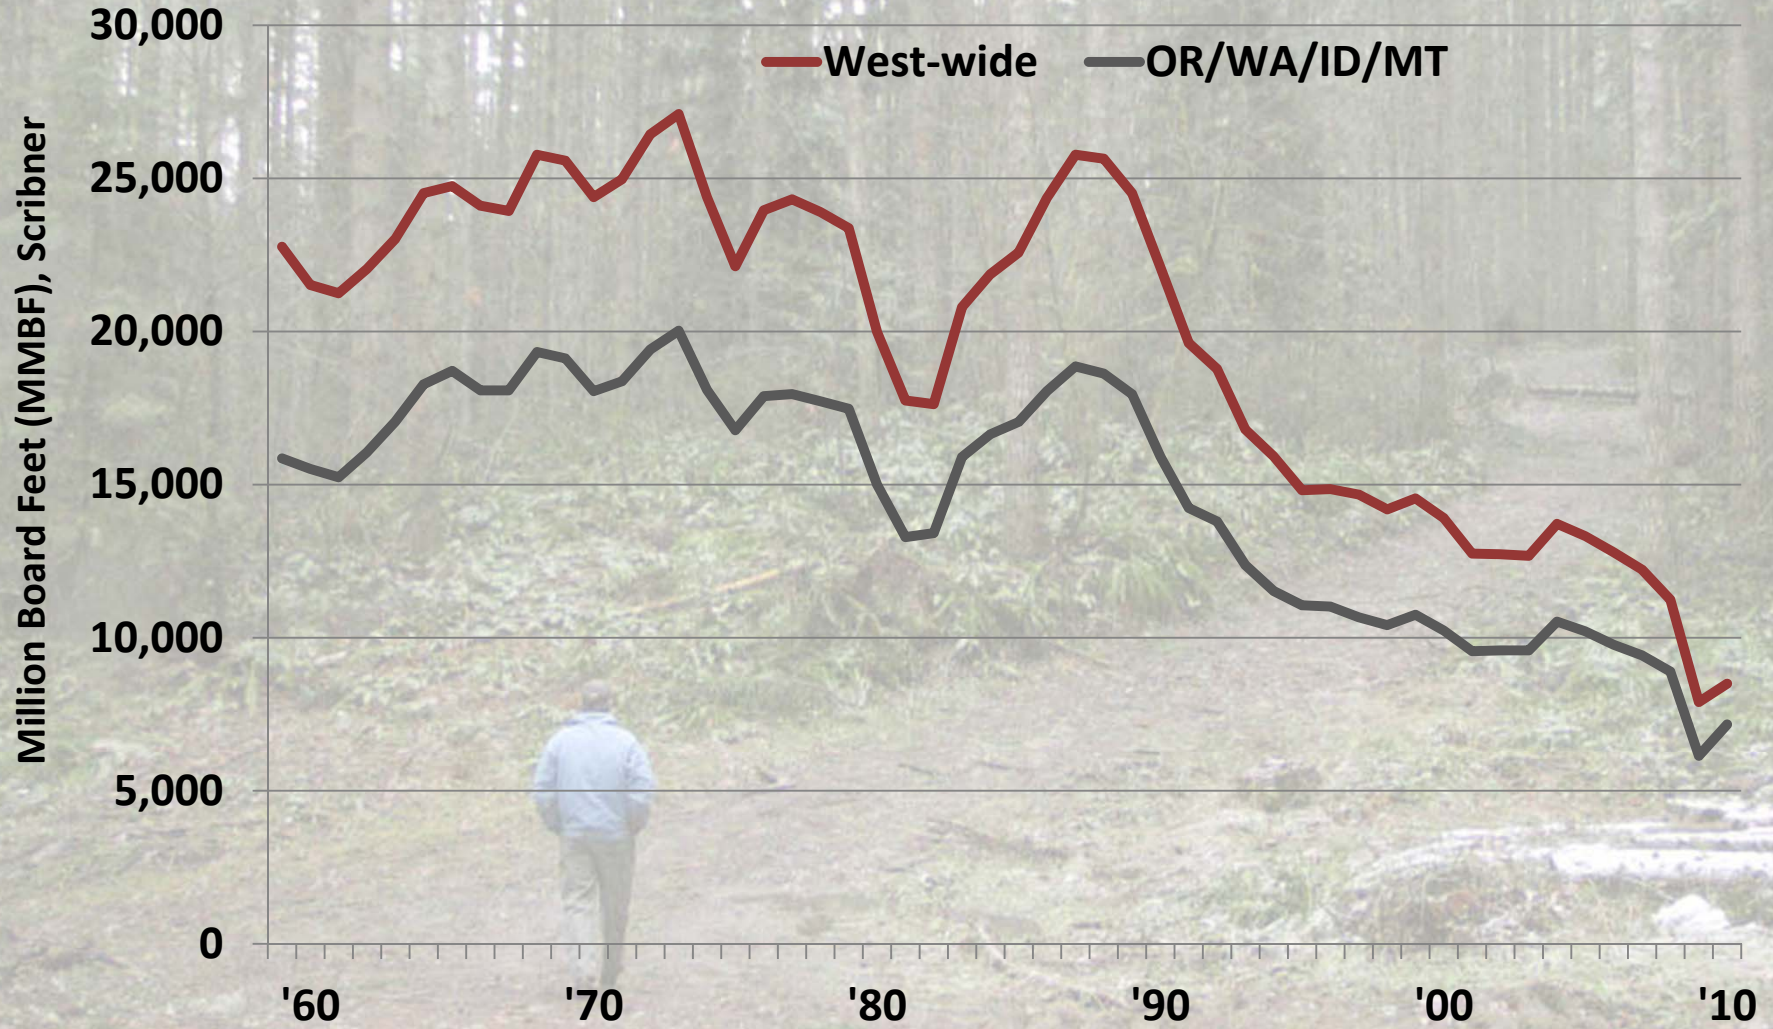 30,000
25,000
20,000
15,000
10,000
5,000
0
Million Board Feet (MMBF), Scribner
West-wide OR/WA/ID/MT
'60 '70 '80 '90 '00 '10